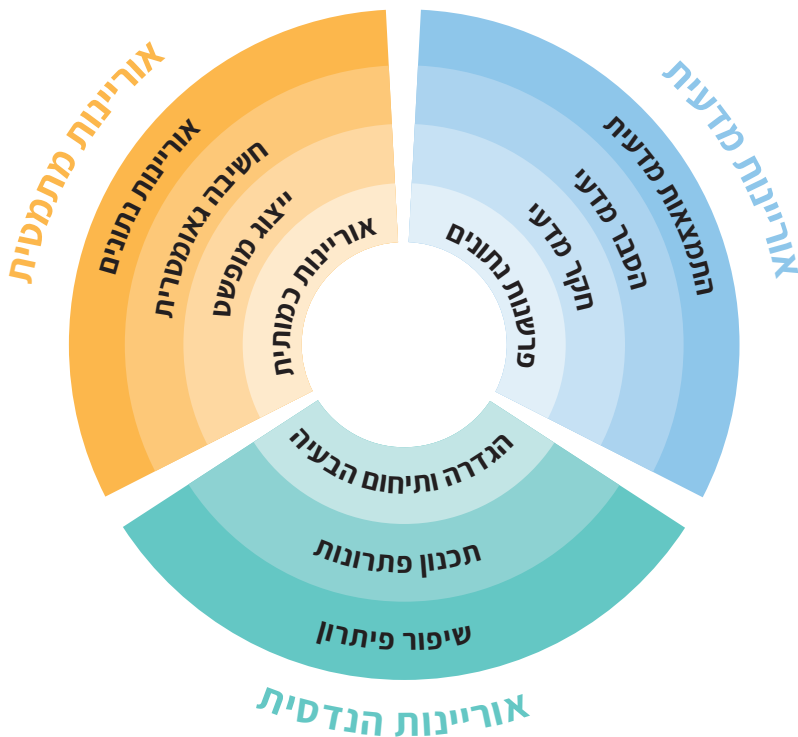 אוריינות מדעית
התמצאות מדעית
הסבר מדעי
חקר מדעי
פרשנות נתונים
אוריינות מתמטית
אוריינות נתונים
חשיבה גאומטרית
ייצוג מופשט
אוריינות כמותית
הגדרה ותיחום הבעיה
תכנון פתרונות
שיפור פיתרון
אוריינות הנדסית